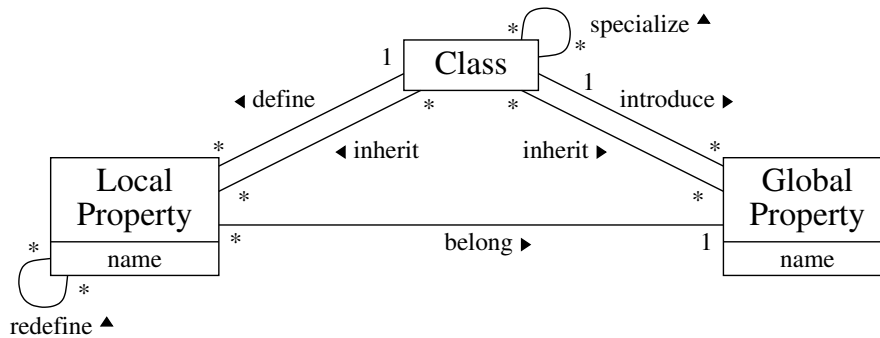 * specialize ▲
*
1 Class 1
◀ define introduce ▶
* * * *
◀ inherit inherit ▶
Local Global
Property Property
* *
* belong ▶ 1
* name name
*
redefine ▲